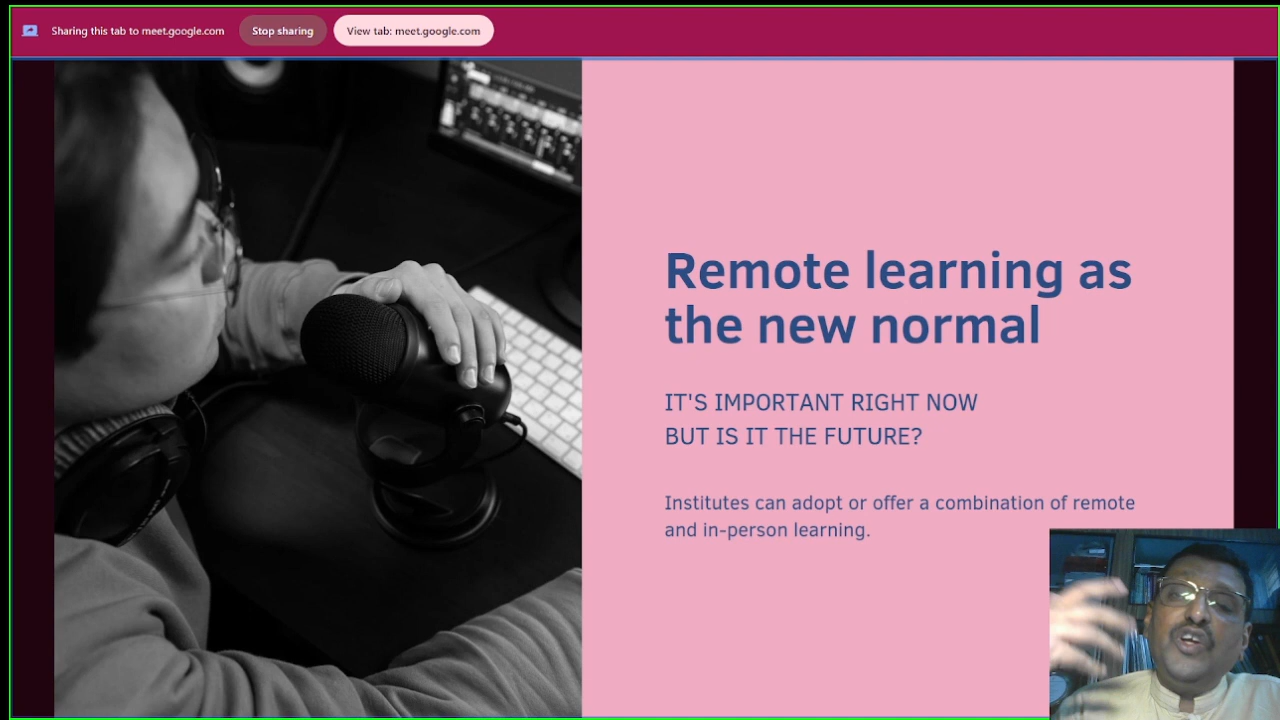 Sharing this tab to meet.google.com
Stop sharing
View tab: meet.google.com
Remote learning as
the new normal
IT'S IMPORTANT RIGHT NOW
BUT IS IT THE FUTURE?
Institutes can adopt or offer a combination of remote
and in-person learning.